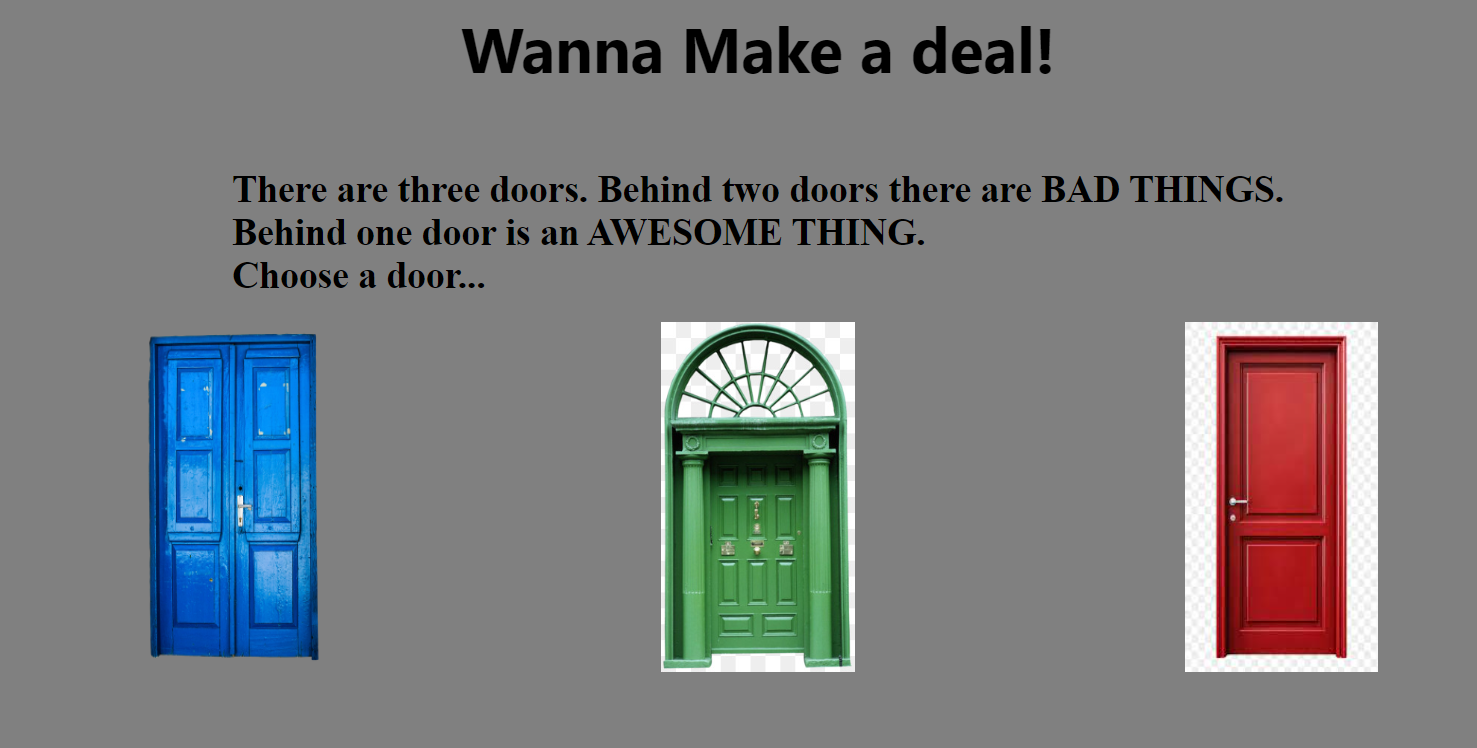 Wanna Make a deal!
There are three doors. Behind two doors there are BAD THINGS.
Behind one door is an AWESOME THING.
Choose a door...